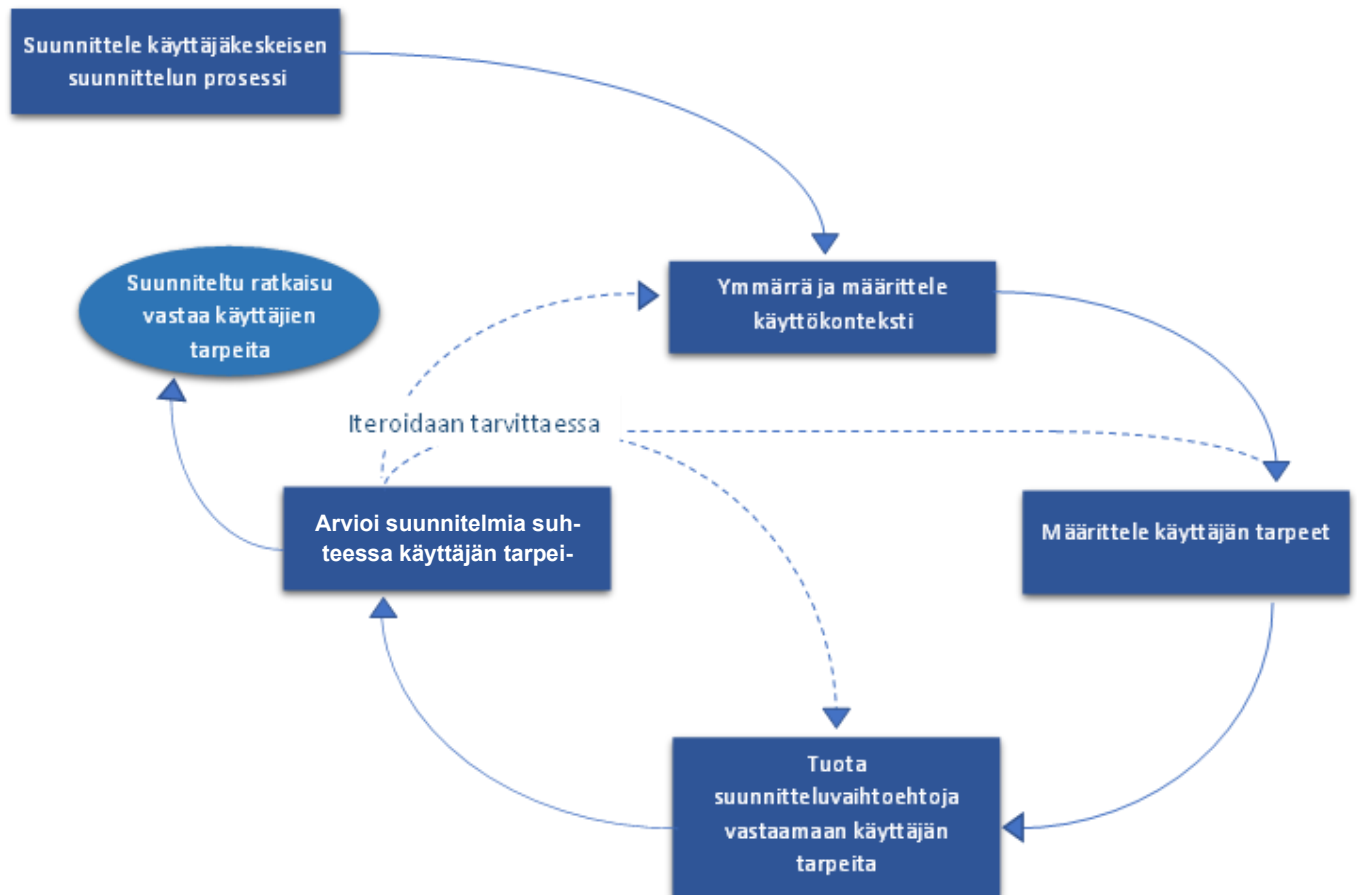 Suunnittele käyttäjäkeskeisen
suunnittelun prosessi
Suunniteltu ratkaisu
vastaa käyttäjien
tarpeita
Ymmärrä ja määrittele
käyttökonteksti
Iteroidaan tarvittaessa
Arvioi suunnitelmia suh-
teessa käyttäjän tarpei-
Määrittele käyttäjän tarpeet
Tuota
suunnitteluvaihtoehtoja
vastaamaan käyttäjän
tarpeita